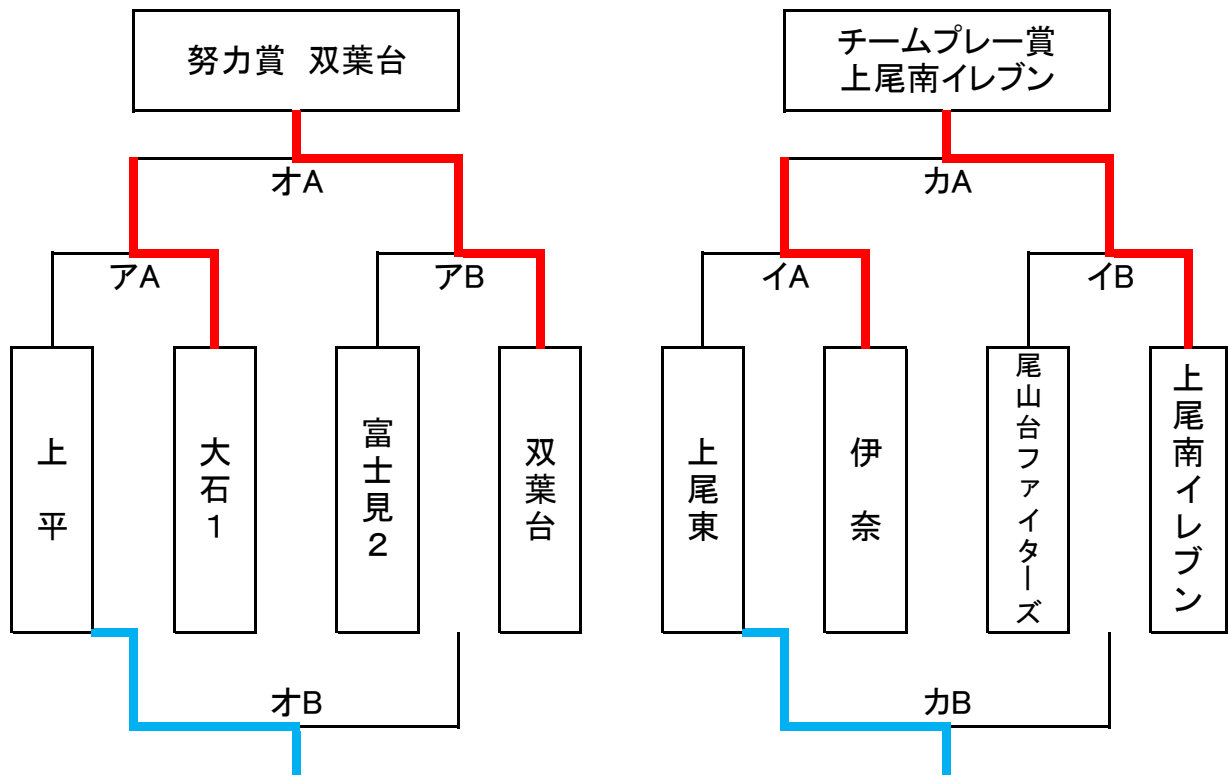 努力賞　双葉台
チームプレー賞
上尾南イレブン
オA
カA
アA
アB
イA
イB
上平
大石１
富士見２
双葉台
上尾東
伊奈
尾山台ファイターズ
上尾南イレブン
オB
カB